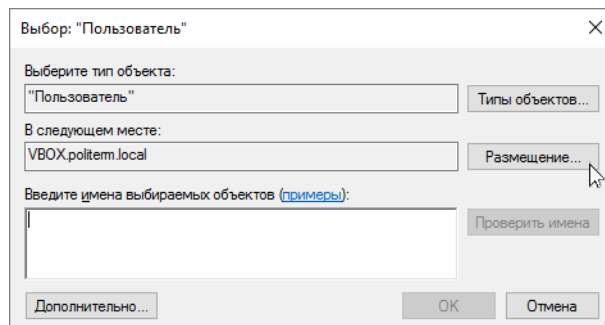 Выбор: "Пользователь"
Выберите тип объекта:
"Пользователь"
Типы объектов...
В следующем месте:
VBOX.politerm.local
Размещение...
Введите имена выбираемых объектов (примеры):
Проверить имена
Дополнительно...
OK
Отмена